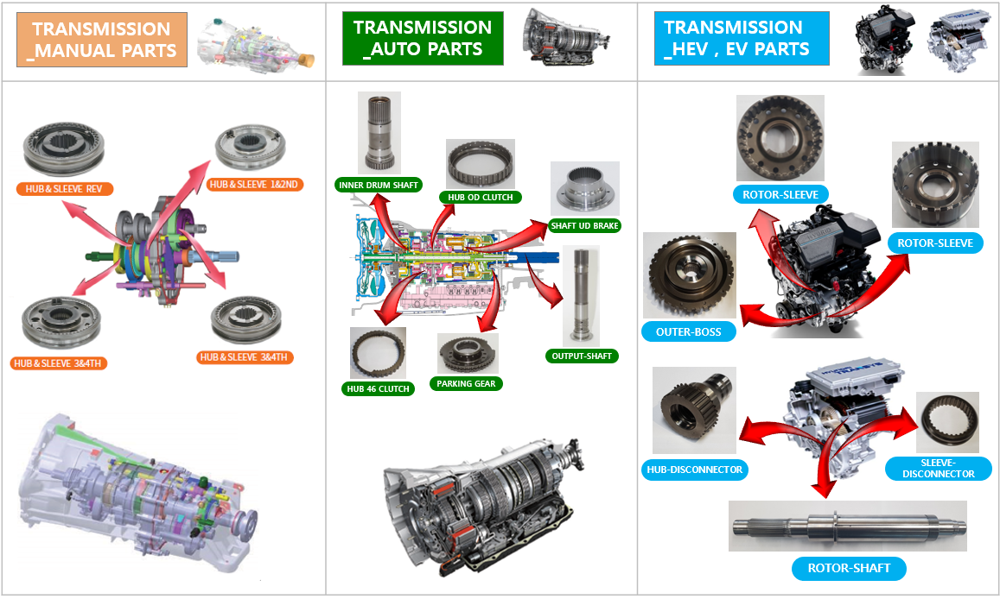 TRANSMISSION
_MANUAL PARTS
TRANSMISSION
_AUTO PARTS
TRANSMISSION
_HEV , EV PARTS
HUB & SLEEVE REV
HUB & SLEEVE 1&2ND
HUB & SLEEVE 3&4TH
HUB & SLEEVE 3&4TH
INNER DRUM SHAFT
HUB OD CLUTCH
SHAFT UD BRAKE
OUTPUT-SHAFT
HUB 46 CLUTCH
PARKING GEAR
ROTOR-SLEEVE
ROTOR-SLEEVE
OUTER-BOSS
TRANSYS
HUB-DISCONNECTOR
SLEEVE-
DISCONNECTOR
ROTOR-SHAFT